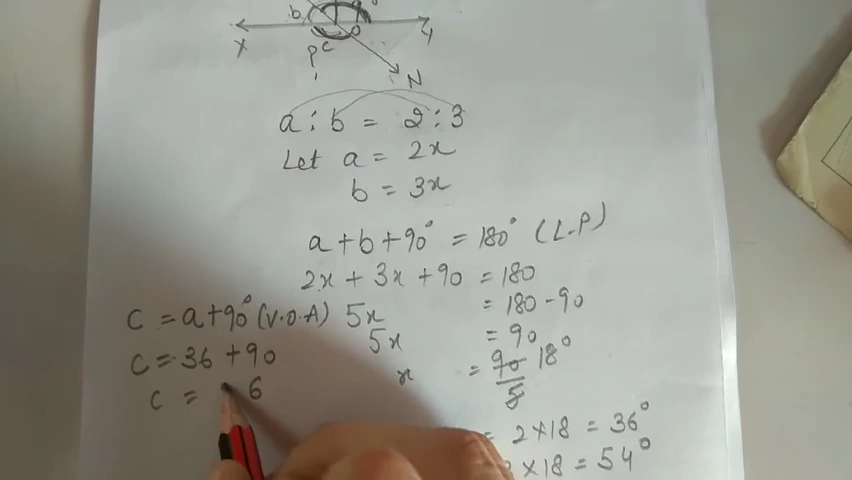 b
X Y
P C
N
a : b = 2 : 3
Let a = 2x
b = 3x
a + b + 90° = 180° (L.P)
2x + 3x + 90 = 180
5x = 180 - 90
5x = 90
x = 90/5 18°
= 2 × 18 = 36°
× 18 = 54°
C = a + 90° (V.O.A)
C = 36 + 90
C = 6